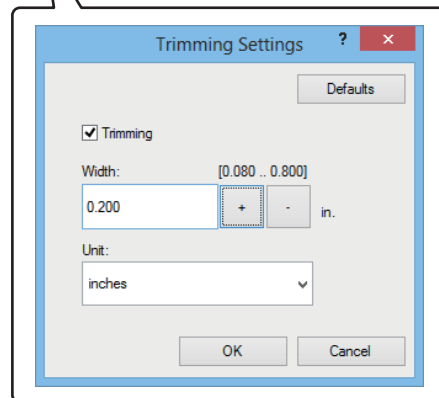 Trimming Settings ? ×
Defaults
Trimming
Width: [0.080 .. 0.800]
0.200 + - in.
Unit:
inches
OK Cancel